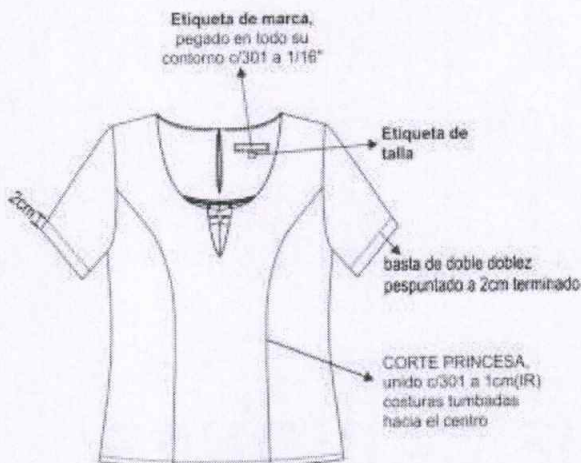 Etiqueta de marca,
pegado en todo su
contorno c/301 a 1/16"
Etiqueta de
talla
2cm
basta de doble doblez
pespuntado a 2cm terminado
CORTE PRINCESA,
unido c/301 a 1cm(IR)
costuras tumbadas
hacia el centro